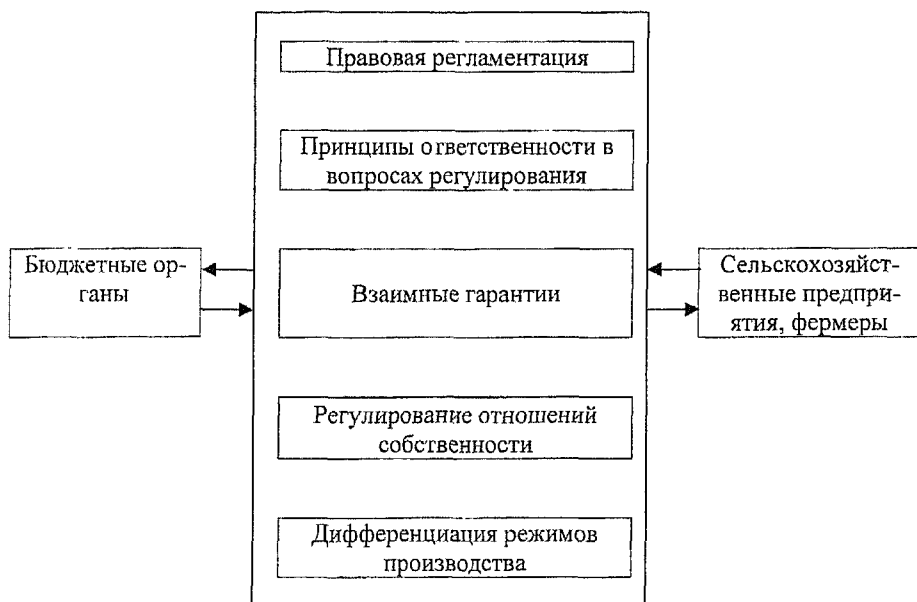 Правовая регламентация
Принципы ответственности в
вопросах регулирования
Бюджетные ор-
ганы
Взаимные гарантии
Сельскохозяйст-
венные предпри-
ятия, фермеры
Регулирование отношений
собственности
Дифференциация режимов
производства